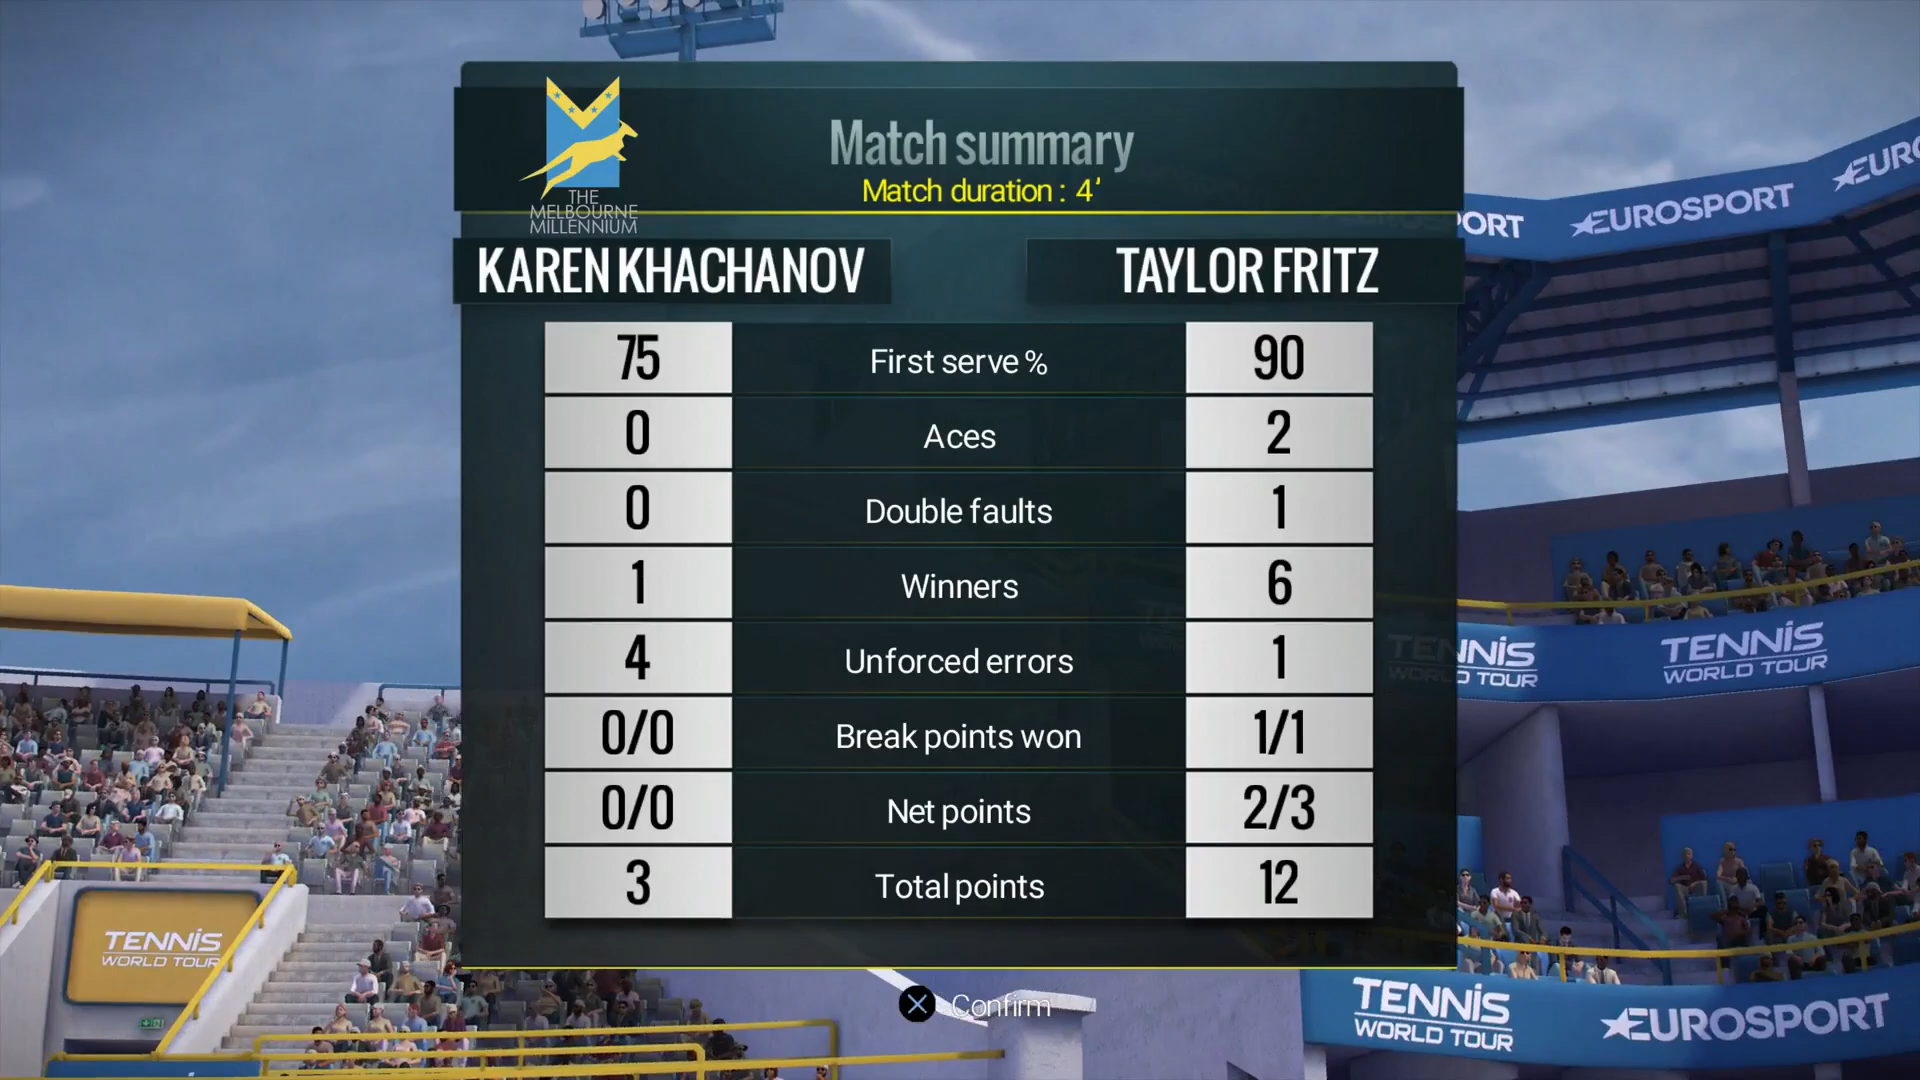 Match summary
Match duration : 4’
THE
MELBOURNE
MILLENNIUM
KAREN KHACHANOV
TAYLOR FRITZ
75 First serve % 90
0 Aces 2
0 Double faults 1
1 Winners 6
4 Unforced errors 1
0/0 Break points won 1/1
0/0 Net points 2/3
3 Total points 12
Confirm
EURO
EUROSPORT
PORT
TENNIS
WORLD TOUR
TENNIS
WORLD TOUR
TENNIS
WORLD TOUR
TENNIS
WORLD TOUR
EUROSPORT